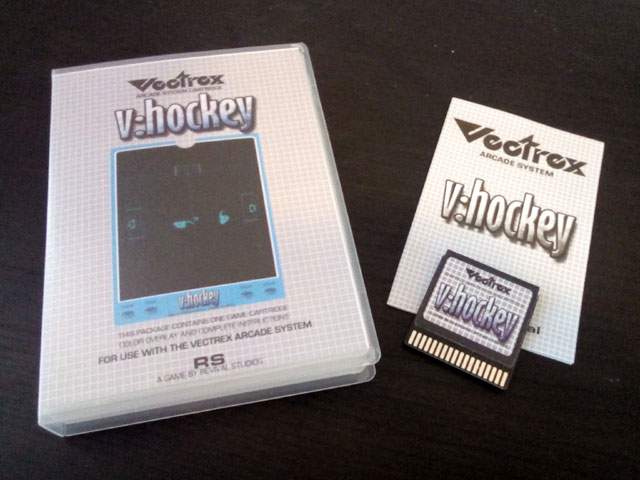 Vectrex
ARCADE SYSTEM CARTRIDGE
v:hockey
v:hockey
THIS PACKAGE CONTAINS ONE GAME CARTRIDGE
COLOR OVERLAY AND COMPLETE INSTRUCTIONS
FOR USE WITH THE VECTREX ARCADE SYSTEM
RS
A GAME BY REVIVAL STUDIOS
Vectrex
ARCADE SYSTEM
v:hockey
Vectrex
v:hockey